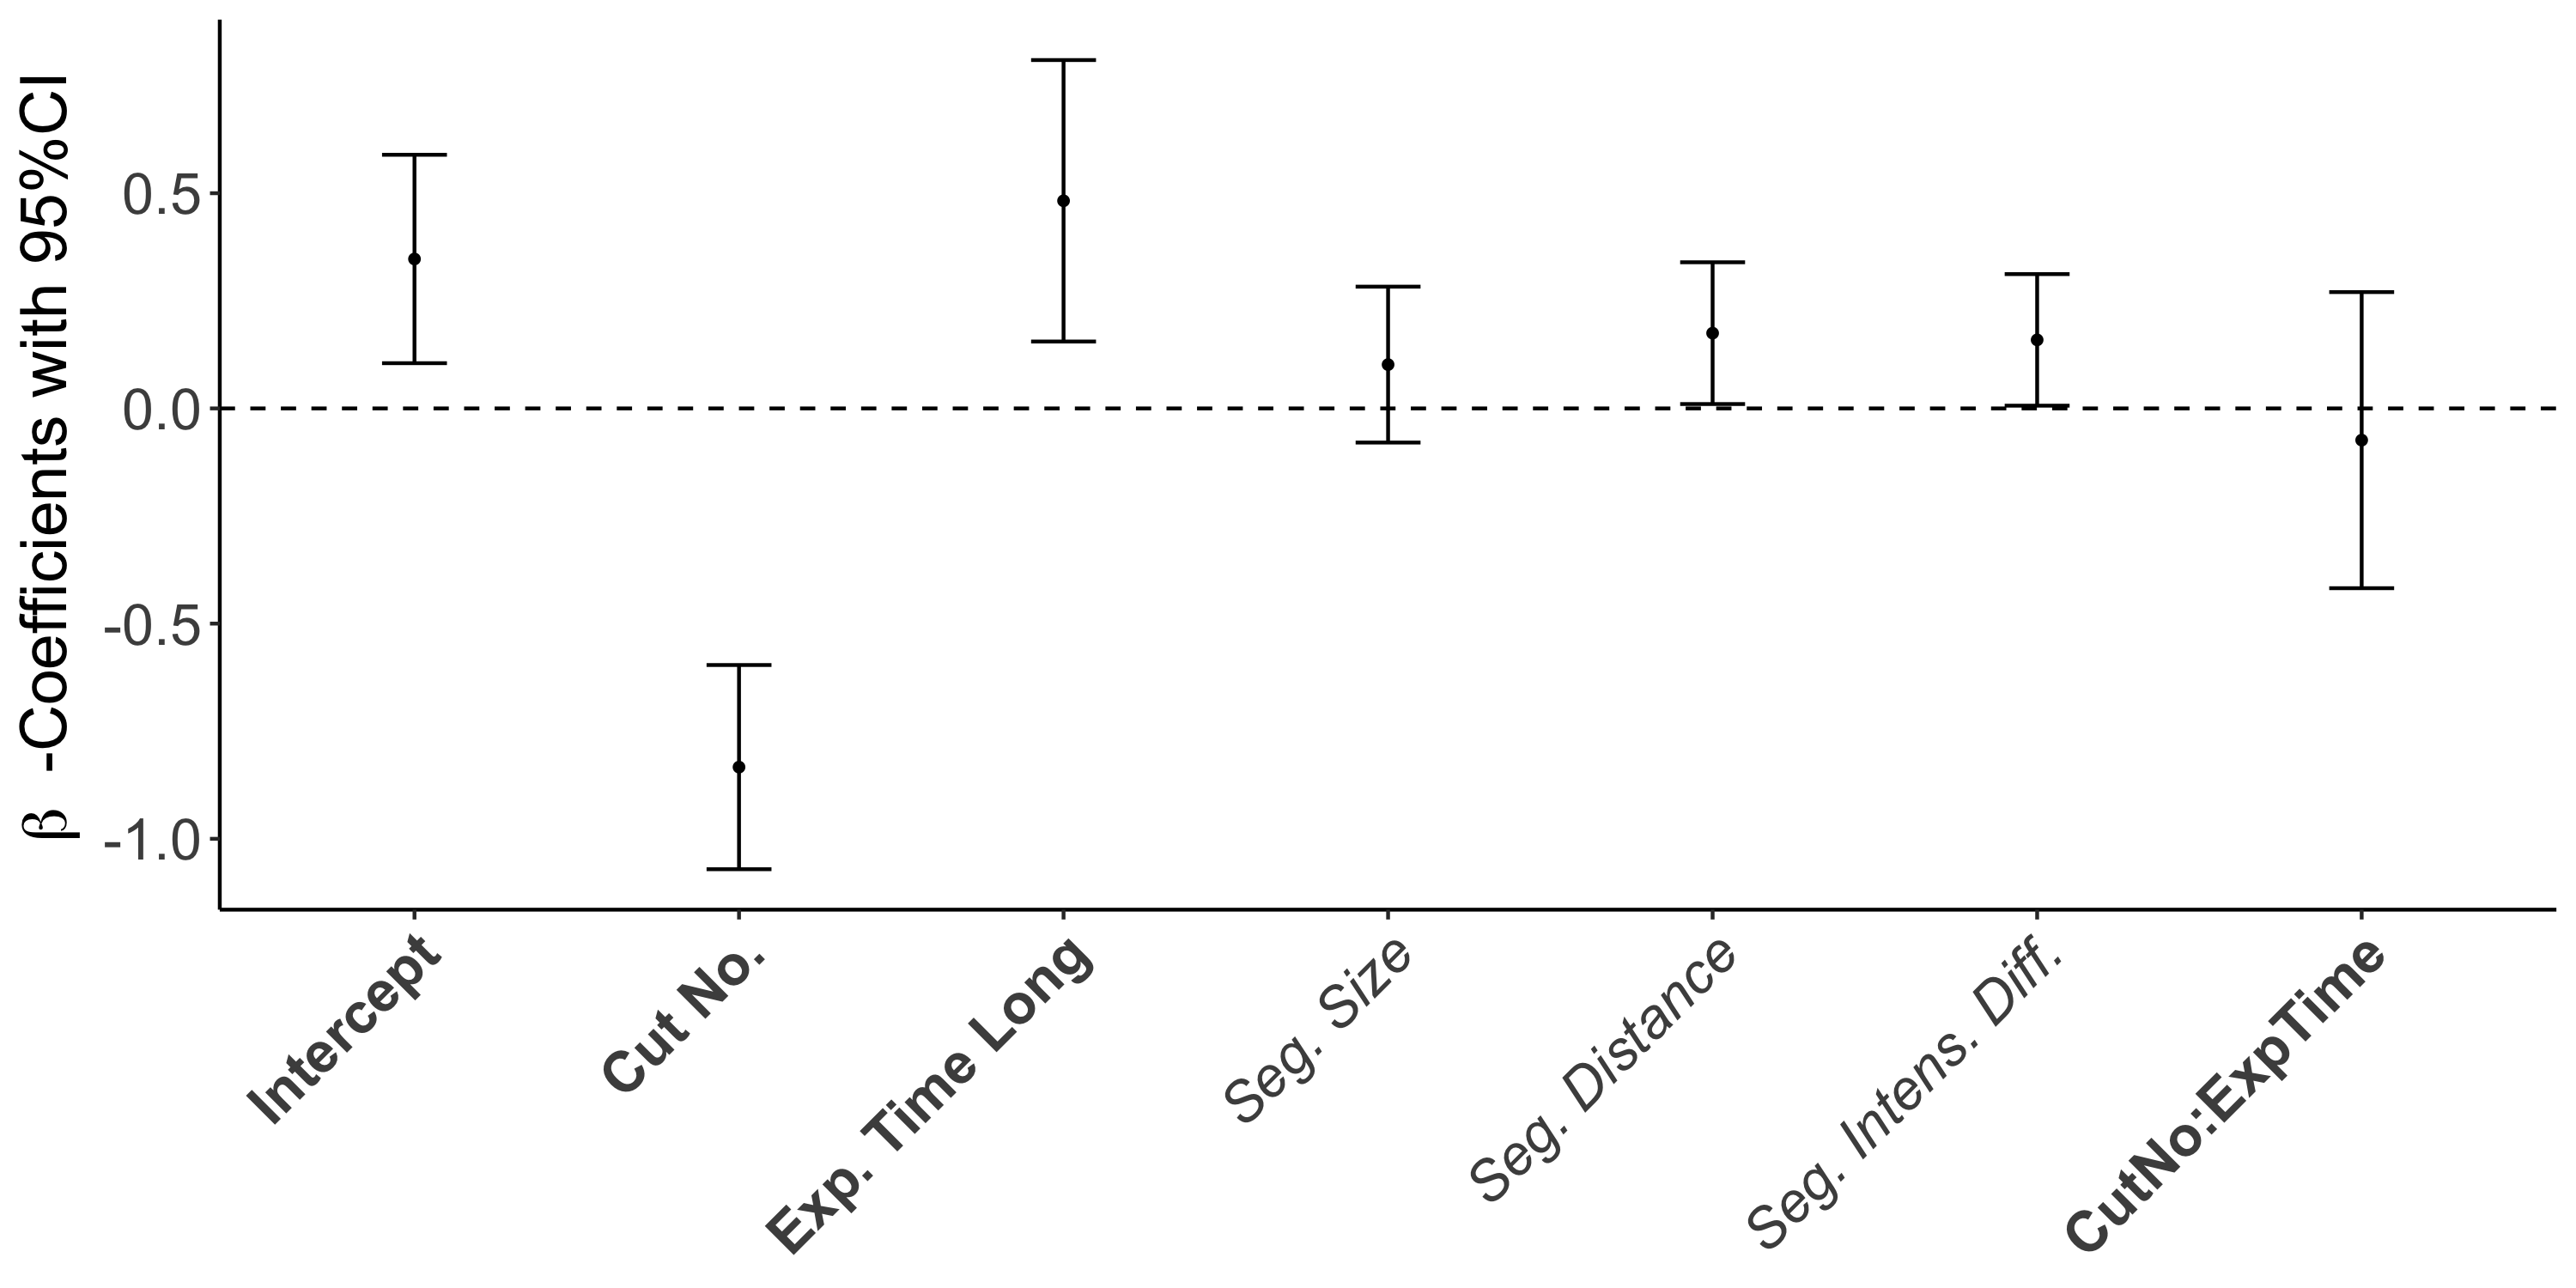 β -Coefficients with 95%CI
0.5
0.0
-0.5
-1.0
Intercept
Cut No.
Exp. Time Long
Seg. Size
Seg. Distance
Seg. Intens. Diff.
CutNo:ExpTime